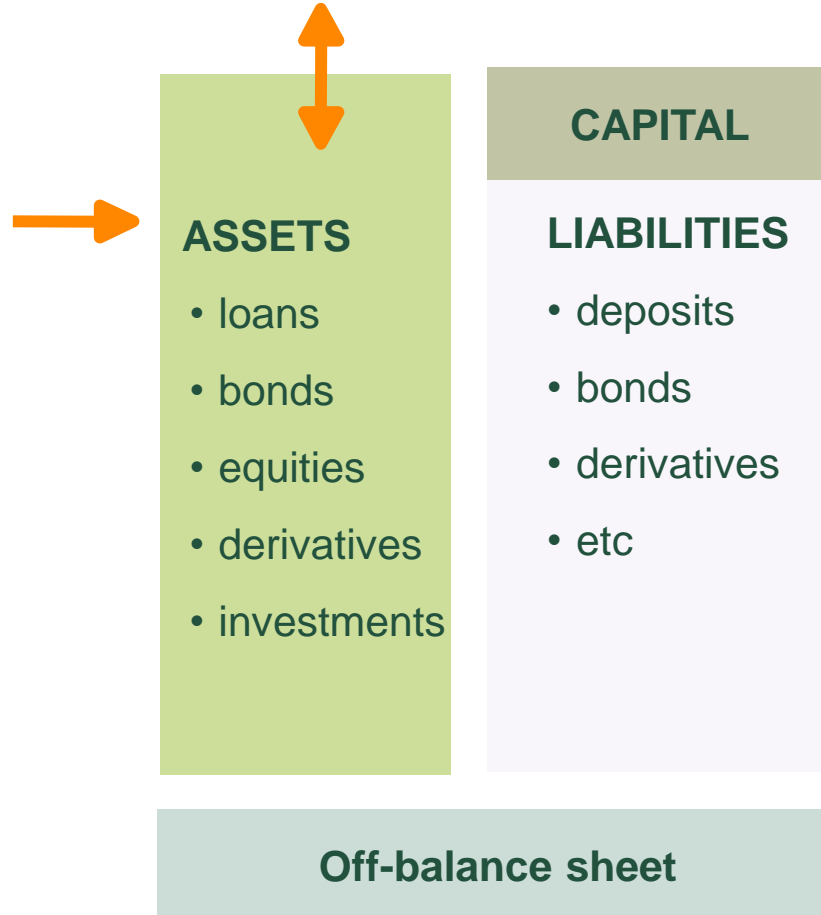 ASSETS
• loans
• bonds
• equities
• derivatives
• investments
CAPITAL
LIABILITIES
• deposits
• bonds
• derivatives
• etc
Off-balance sheet